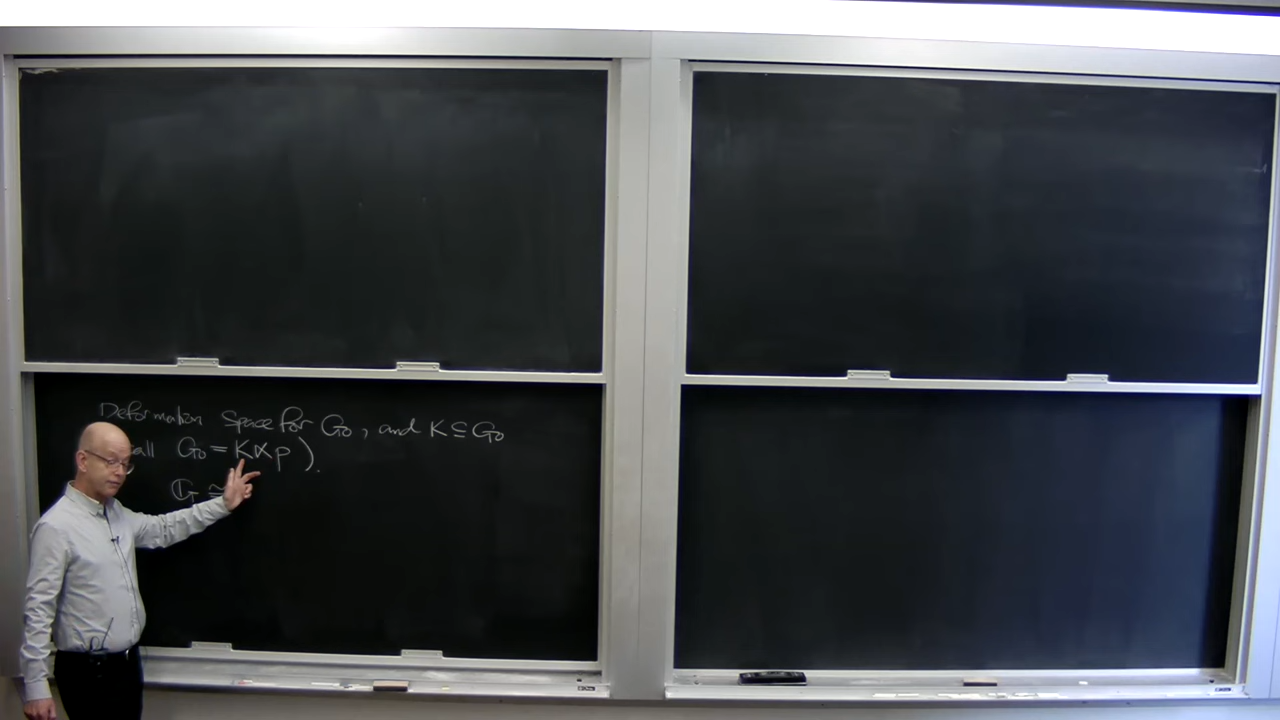 Deformation Space for G₀, and K ⊆ G₀
all G₀ = K ⋉ p ).
𝔾 ≅